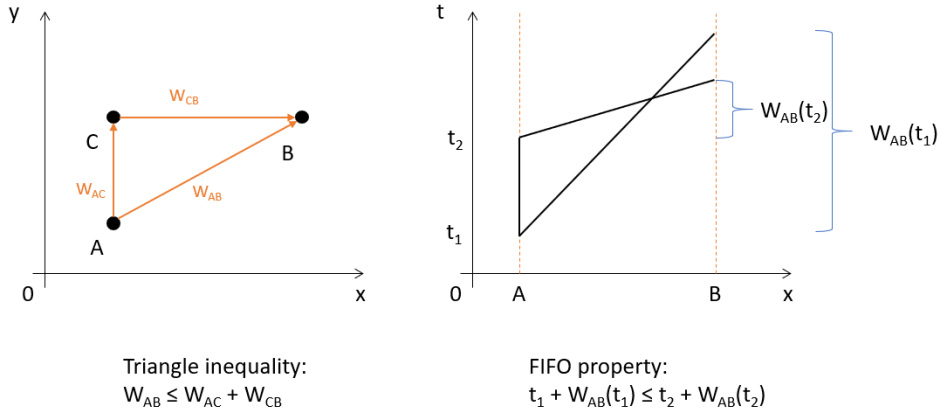 y
W_CB
C
B
W_AC
W_AB
A
0
x
t
W_AB(t_2)
W_AB(t_1)
t_2
t_1
0
A
B
x
Triangle inequality:
W_AB ≤ W_AC + W_CB
FIFO property:
t_1 + W_AB(t_1) ≤ t_2 + W_AB(t_2)